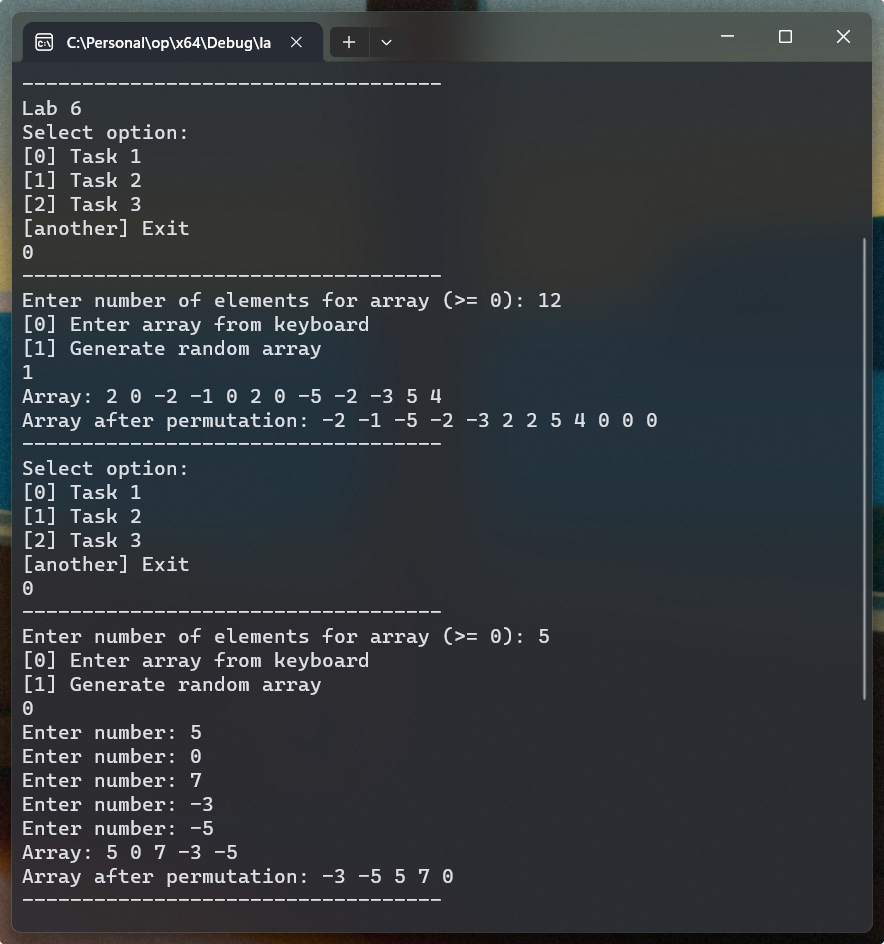 C:\Personal\op\x64\Debug\la
-----------------------------------
Lab 6
Select option:
[0] Task 1
[1] Task 2
[2] Task 3
[another] Exit
0
-----------------------------------
Enter number of elements for array (>= 0): 12
[0] Enter array from keyboard
[1] Generate random array
1
Array: 2 0 -2 -1 0 2 0 -5 -2 -3 5 4
Array after permutation: -2 -1 -5 -2 -3 2 2 5 4 0 0 0
-----------------------------------
Select option:
[0] Task 1
[1] Task 2
[2] Task 3
[another] Exit
0
-----------------------------------
Enter number of elements for array (>= 0): 5
[0] Enter array from keyboard
[1] Generate random array
0
Enter number: 5
Enter number: 0
Enter number: 7
Enter number: -3
Enter number: -5
Array: 5 0 7 -3 -5
Array after permutation: -3 -5 5 7 0
-----------------------------------